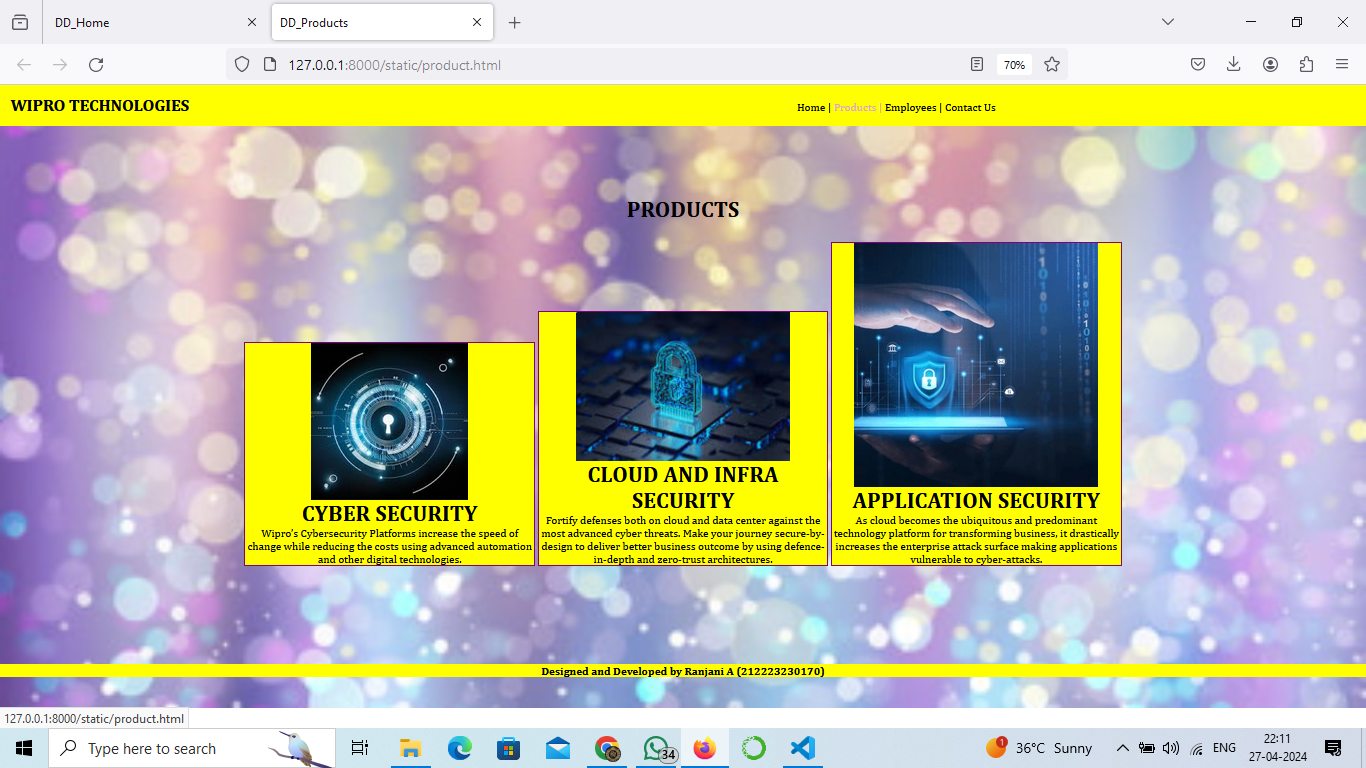 DD_Home
DD_Products
127.0.0.1:8000/static/product.html
70%
WIPRO TECHNOLOGIES
Home | Products | Employees | Contact Us
PRODUCTS
CYBER SECURITY
Wipro's Cybersecurity Platforms increase the speed of
change while reducing the costs using advanced automation
and other digital technologies.
CLOUD AND INFRA
SECURITY
Fortify defenses both on cloud and data center against the
most advanced cyber threats. Make your journey secure-by-
design to deliver better business outcome by using defence-
in-depth and zero-trust architectures.
APPLICATION SECURITY
As cloud becomes the ubiquitous and predominant
technology platform for transforming business, it drastically
increases the enterprise attack surface making applications
vulnerable to cyber-attacks.
Designed and Developed by Ranjani A (212223230170)
127.0.0.1:8000/static/product.html
Type here to search
34
1
36°C Sunny
ENG
22:11
27-04-2024